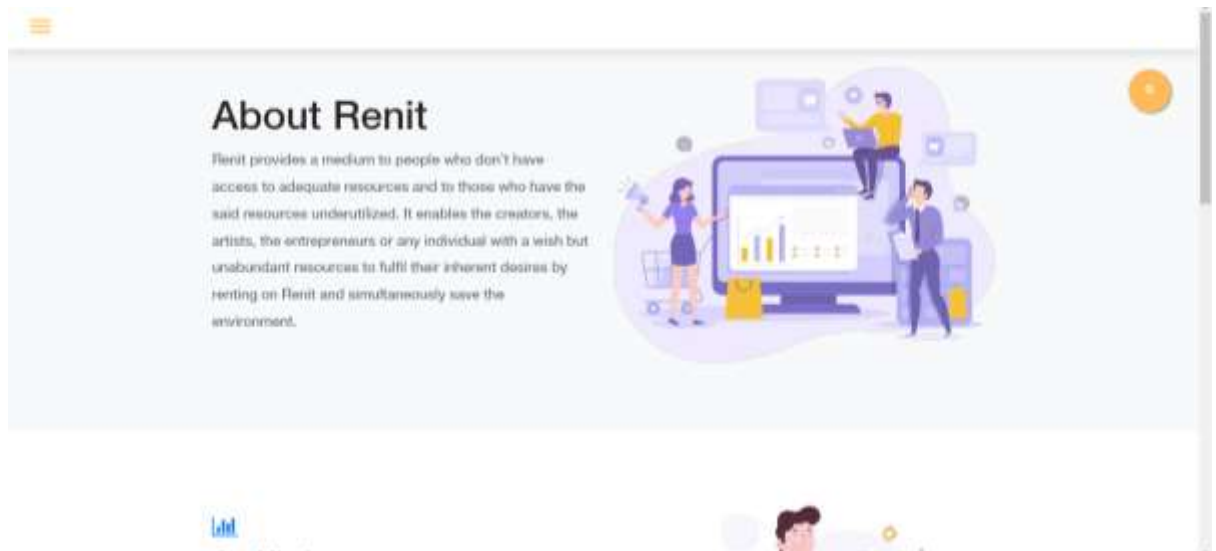 About Renit
Renit provides a medium to people who don't have
access to adequate resources and to those who have the
said resources underutilized. It enables the creators, the
artists, the entrepreneurs or any individual with a wish but
unabundant resources to fulfil their inherent desires by
renting on Renit and simultaneously save the
environment.